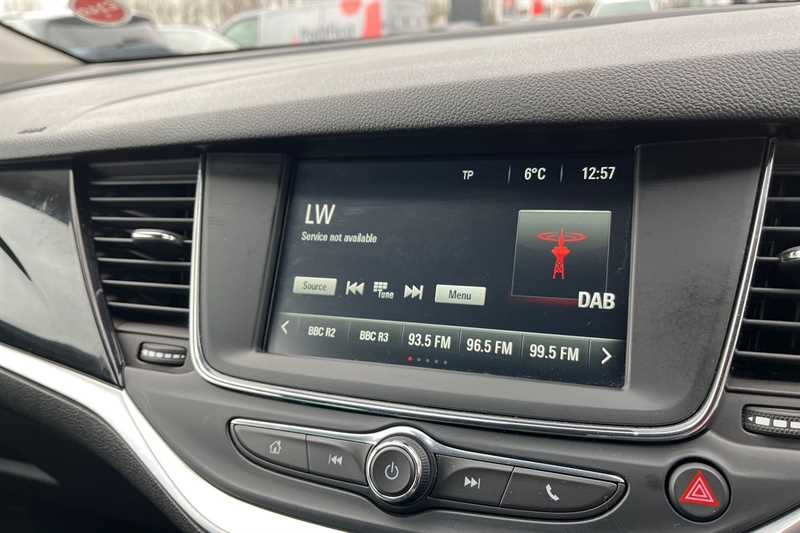 TP 6°C 12:57
LW
Service not available
DAB
Source Tune Menu
BBC R2 BBC R3 93.5 FM 96.5 FM 99.5 FM